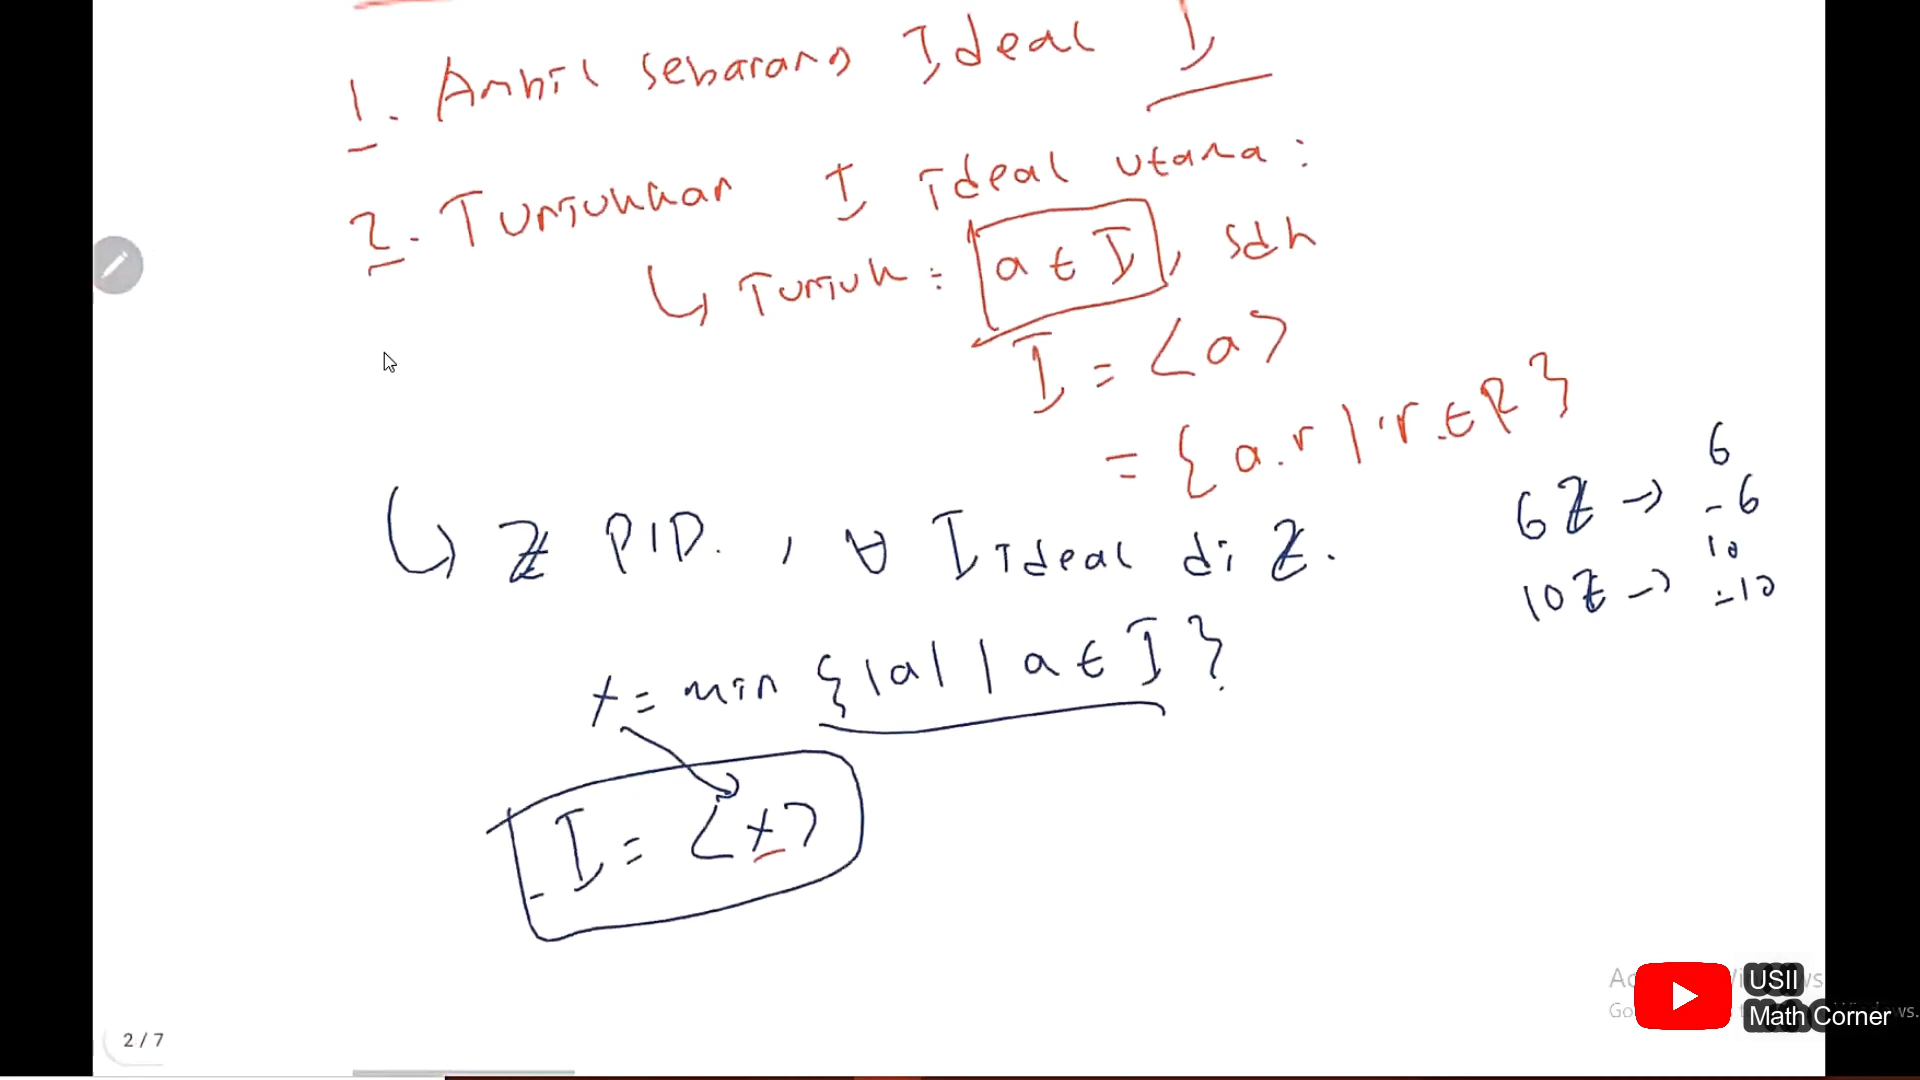 1. Ambil sebarang Ideal I
2. Tunjukkan I ideal utama :
↳ Tunjuk : a ∈ I, sdh
I = <a>
= {a.r | r ∈ R}
6
6ℤ → -6
10
10ℤ → -10
↳ ℤ PID. , ∀ I ideal di ℤ.
x = min {|a| | a ∈ I}
I = <x>
2 / 7
USII
Math Corner